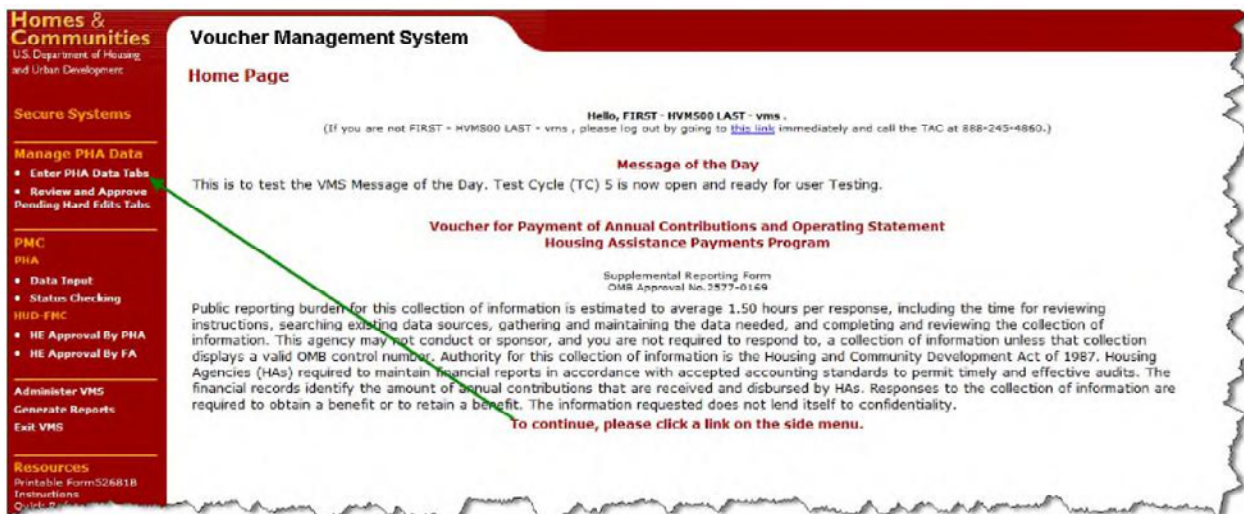 Homes &
Communities
U.S. Department of Housing
and Urban Development
Secure Systems
Manage PHA Data
• Enter PHA Data Tabs
• Review and Approve
Pending Hard Edits Tabs
PMC
PHA
• Data Input
• Status Checking
HUD-FMC
• HE Approval By PHA
• HE Approval By FA
Administer VMS
Generate Reports
Exit VMS
Resources
Printable Form52681B
Instructions
Quick
Voucher Management System
Home Page
Hello, FIRST - HVMS00 LAST - vms .
(If you are not FIRST - HVMS00 LAST - vms , please log out by going to this link immediately and call the TAC at 888-245-4860.)
Message of the Day
This is to test the VMS Message of the Day. Test Cycle (TC) 5 is now open and ready for user Testing.
Voucher for Payment of Annual Contributions and Operating Statement
Housing Assistance Payments Program
Supplemental Reporting Form
OMB Approval No.2577-0169
Public reporting burden for this collection of information is estimated to average 1.50 hours per response, including the time for reviewing
instructions, searching existing data sources, gathering and maintaining the data needed, and completing and reviewing the collection of
information. This agency may not conduct or sponsor, and you are not required to respond to, a collection of information unless that collection
displays a valid OMB control number. Authority for this collection of information is the Housing and Community Development Act of 1987. Housing
Agencies (HAs) required to maintain financial reports in accordance with accepted accounting standards to permit timely and effective audits. The
financial records identify the amount of annual contributions that are received and disbursed by HAs. Responses to the collection of information are
required to obtain a benefit or to retain a benefit. The information requested does not lend itself to confidentiality.
To continue, please click a link on the side menu.